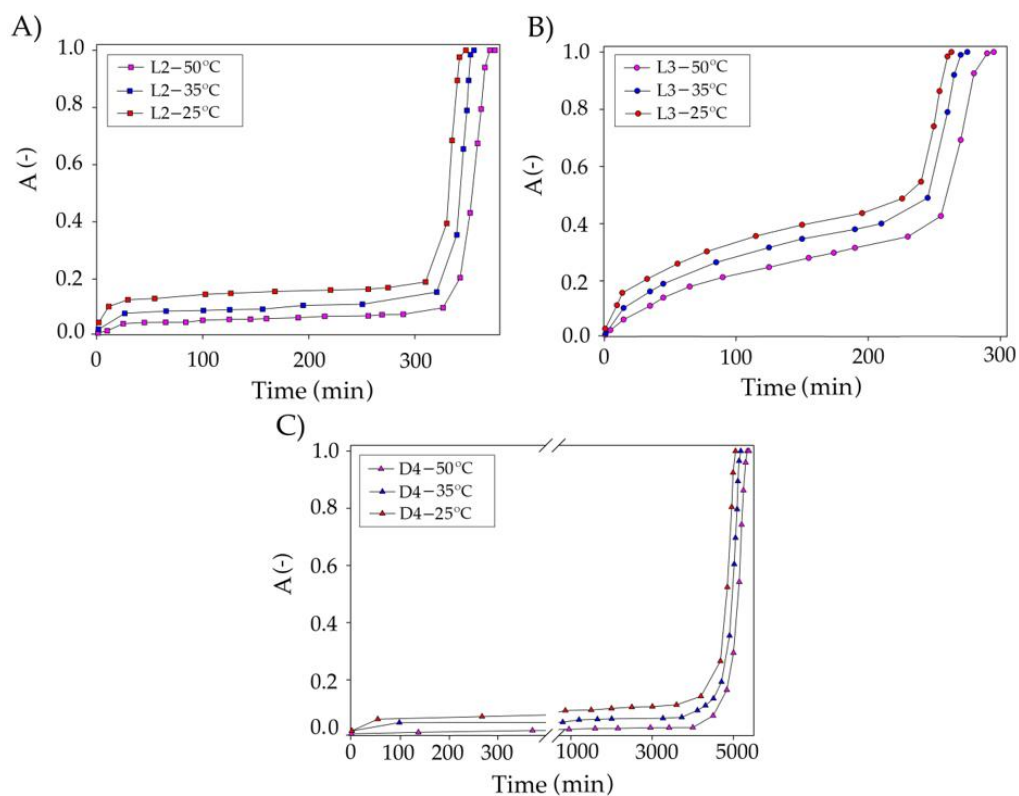 A)
1.0
0.8
0.6
0.4
0.2
0.0
A (-)
L2−50°C
L2−35°C
L2−25°C
0
100
200
300
Time (min)
B)
1.0
0.8
0.6
0.4
0.2
0.0
A (-)
L3−50°C
L3−35°C
L3−25°C
0
100
200
300
Time (min)
C)
1.0
0.8
0.6
0.4
0.2
0.0
A (-)
D4−50°C
D4−35°C
D4−25°C
0
100
200
300
1000
3000
5000
Time (min)